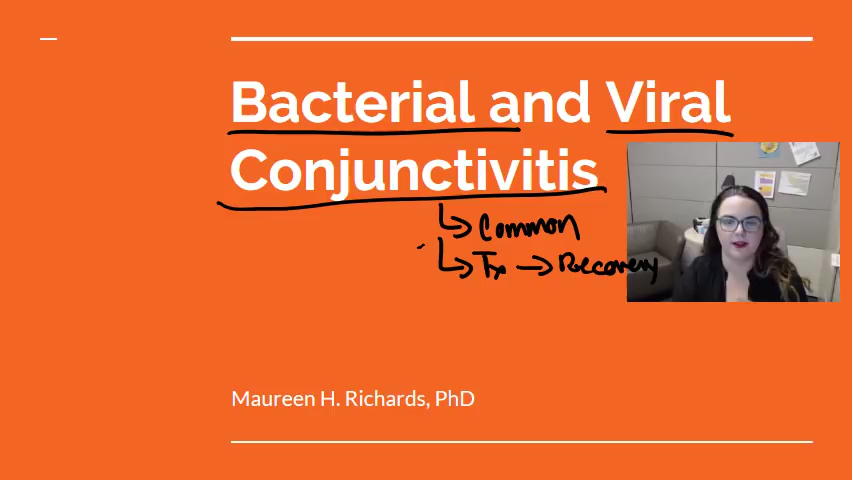 Bacterial and Viral
Conjunctivitis
Common
Tx → Recovery
Maureen H. Richards, PhD